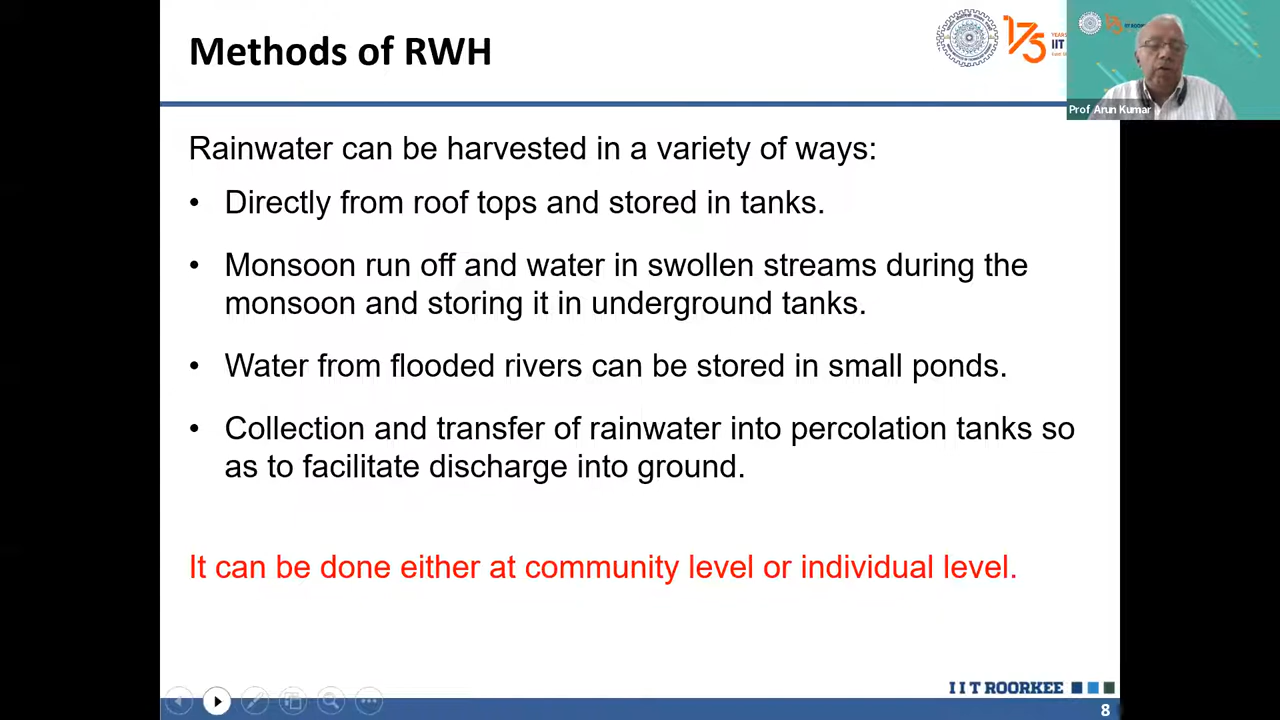 Methods of RWH
175
YEARS
IIT
Prof Arun Kumar
Rainwater can be harvested in a variety of ways:
• Directly from roof tops and stored in tanks.
• Monsoon run off and water in swollen streams during the
monsoon and storing it in underground tanks.
• Water from flooded rivers can be stored in small ponds.
• Collection and transfer of rainwater into percolation tanks so
as to facilitate discharge into ground.
It can be done either at community level or individual level.
I I T ROORKEE
8